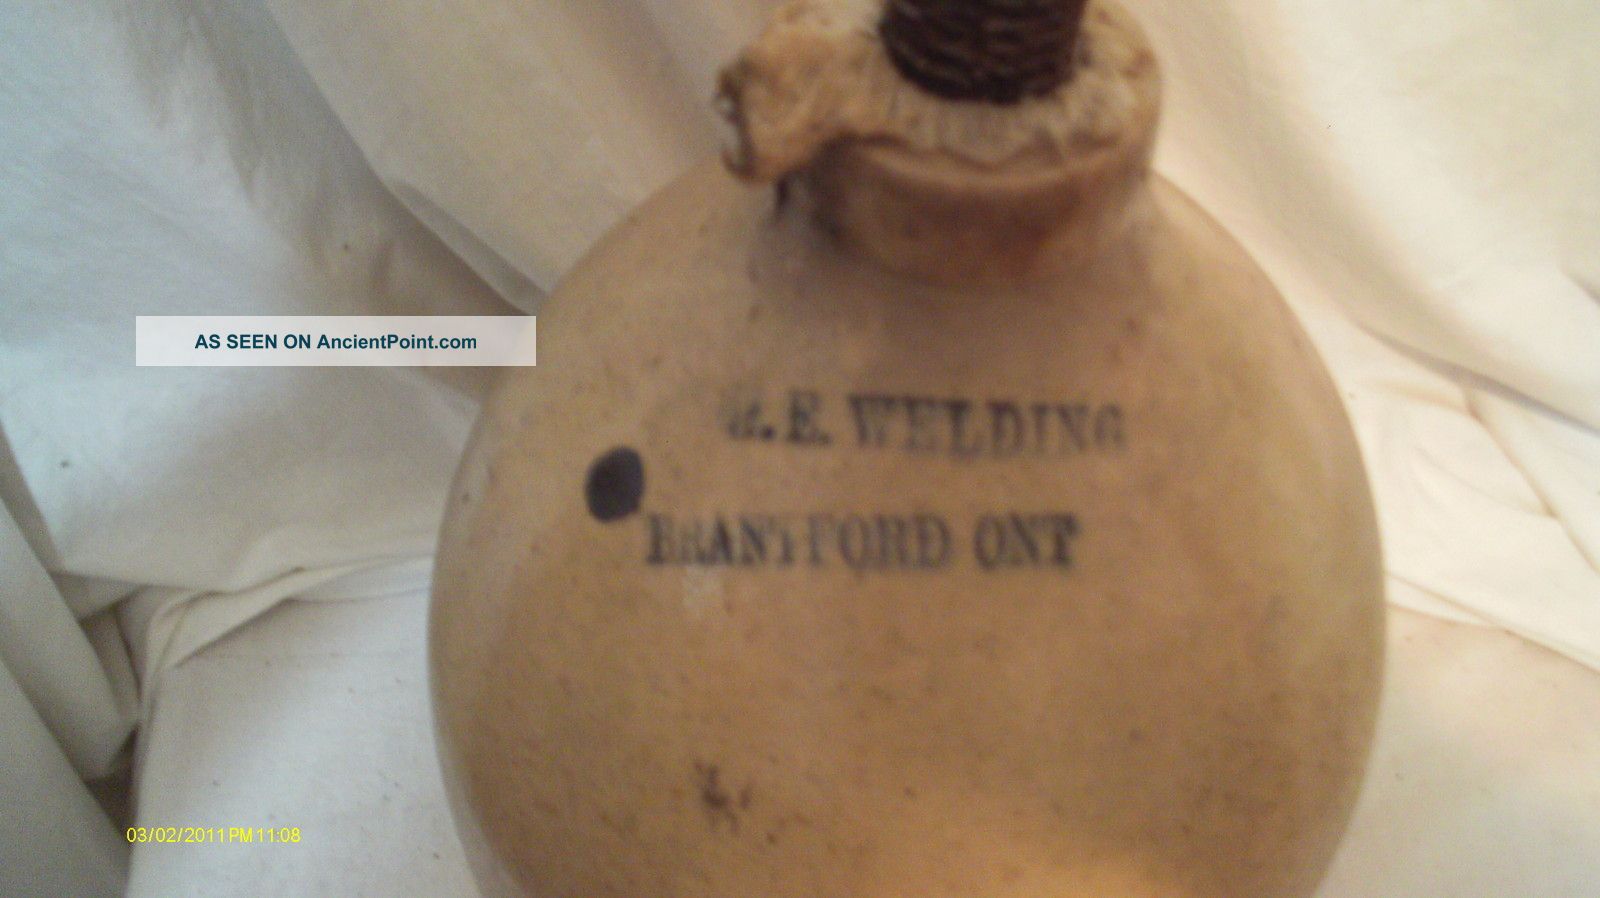 AS SEEN ON AncientPoint.com
E. WELDING
BRANTFORD ONT
03/02/2011PM11:08